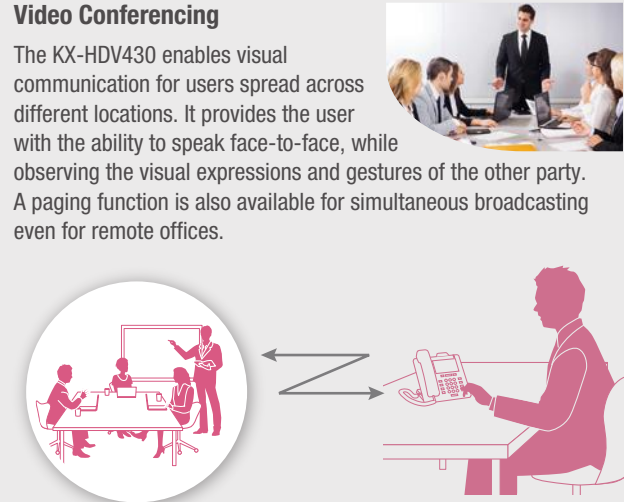 Video Conferencing
The KX-HDV430 enables visual
communication for users spread across
different locations. It provides the user
with the ability to speak face-to-face, while
observing the visual expressions and gestures of the other party.
A paging function is also available for simultaneous broadcasting
even for remote offices.